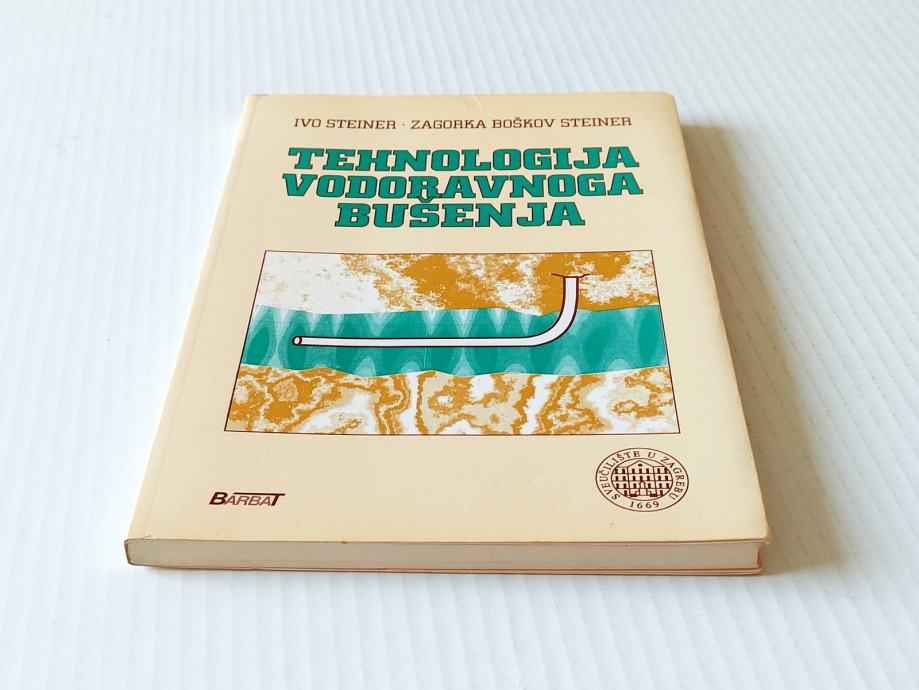 IVO STEINER · ZAGORKA BOŠKOV STEINER
TEHNOLOGIJA
VODORAVNOGA
BUŠENJA
BARBAT
SVEUČILIŠTE U ZAGREBU
1669